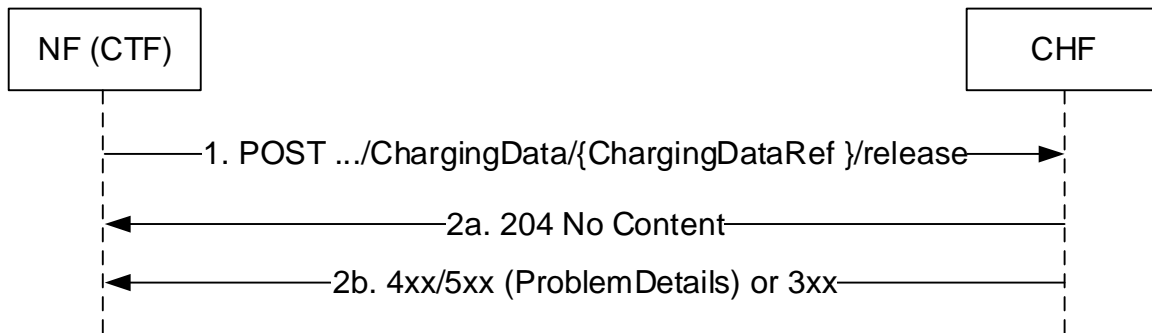 NF (CTF)
CHF
1. POST .../ChargingData/{ChargingDataRef }/release
2a. 204 No Content
2b. 4xx/5xx (ProblemDetails) or 3xx